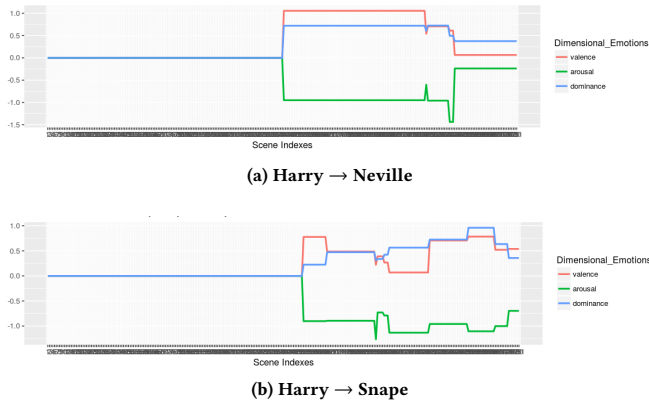 1.0
0.5
0.0
-0.5
-1.0
-1.5
Scene Indexes
Dimensional_Emotions
valence
arousal
dominance
(a) Harry → Neville
1.0
0.5
0.0
-0.5
-1.0
Scene Indexes
Dimensional_Emotions
valence
arousal
dominance
(b) Harry → Snape